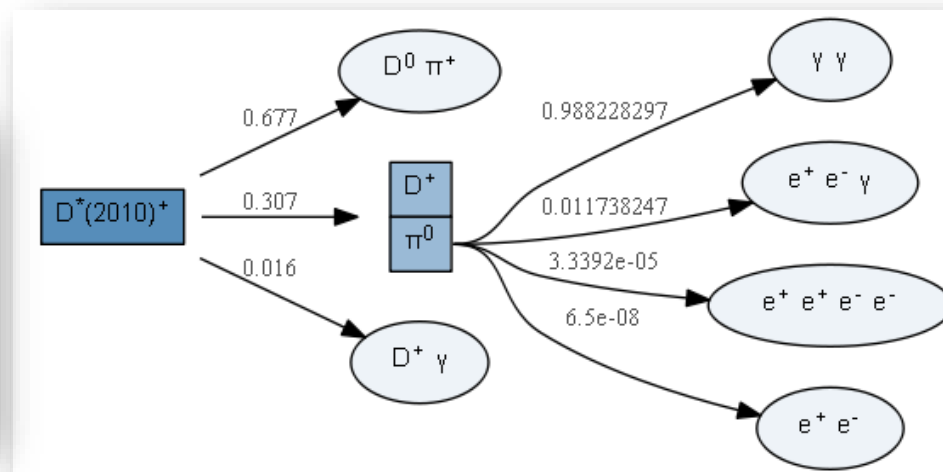 D⁰ π⁺
γ γ
0.677
0.988228297
D*(2010)⁺
0.307
D⁺
π⁰
0.011738247
e⁺ e⁻ γ
0.016
3.3392e-05
e⁺ e⁺ e⁻ e⁻
6.5e-08
D⁺ γ
e⁺ e⁻